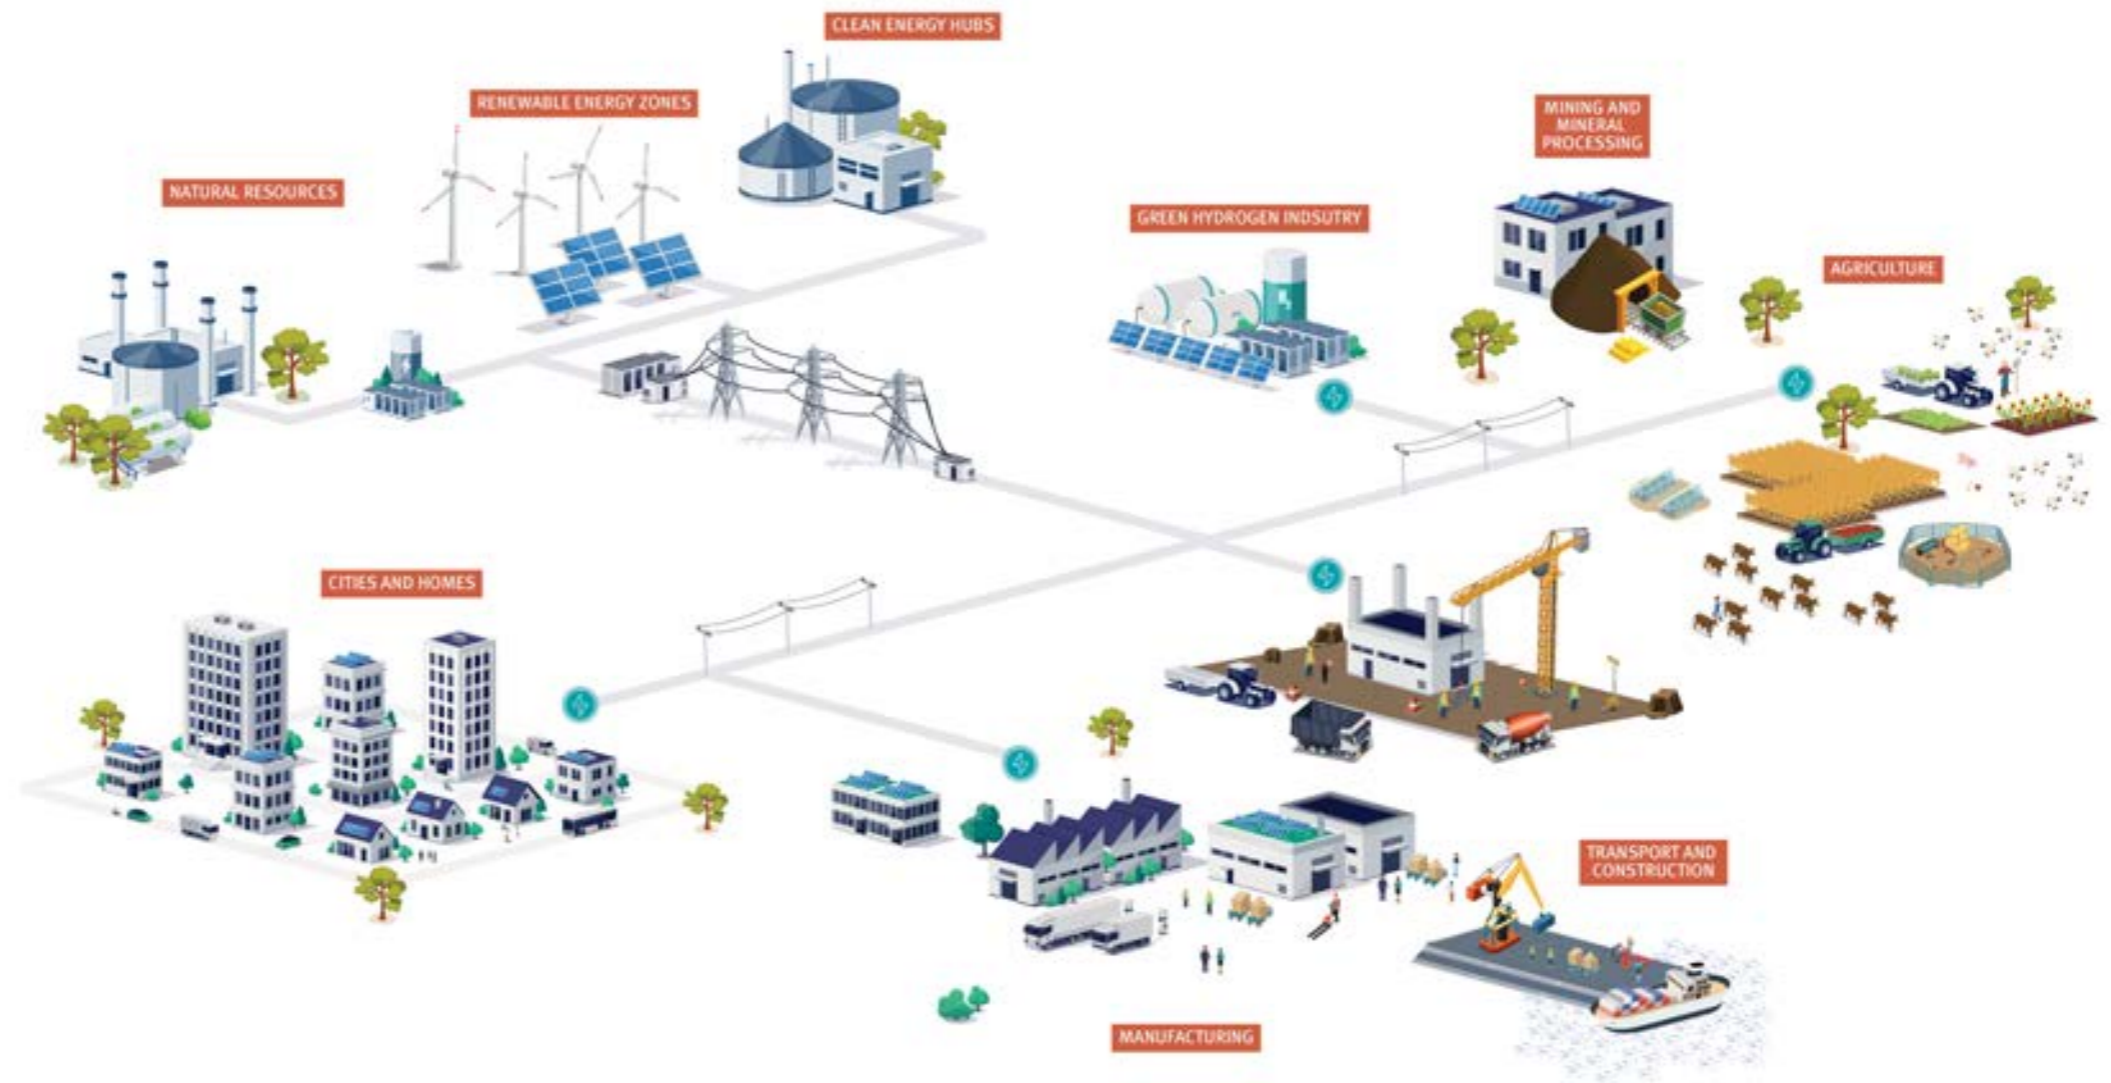 CLEAN ENERGY HUBS
RENEWABLE ENERGY ZONES
MINING AND
MINERAL
PROCESSING
NATURAL RESOURCES
GREEN HYDROGEN INDSUTRY
AGRICULTURE
CITIES AND HOMES
TRANSPORT AND
CONSTRUCTION
MANUFACTURING